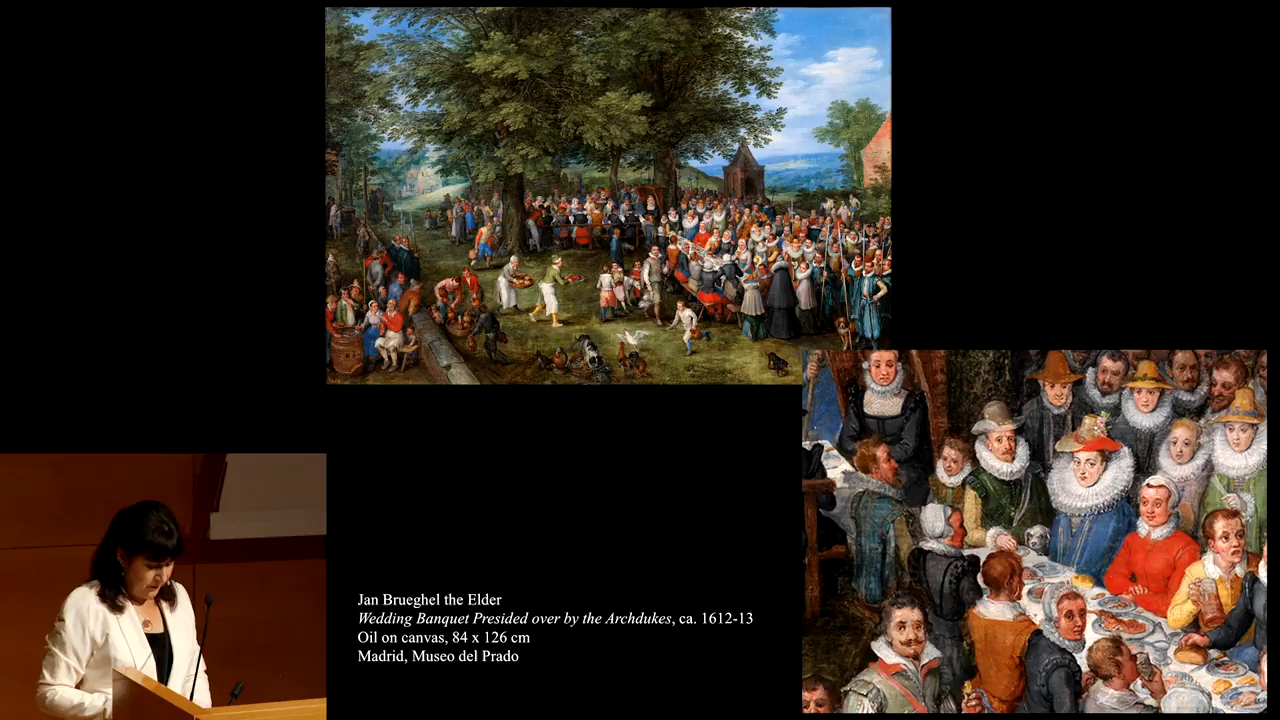 Jan Brueghel the Elder
Wedding Banquet Presided over by the Archdukes, ca. 1612-13
Oil on canvas, 84 x 126 cm
Madrid, Museo del Prado